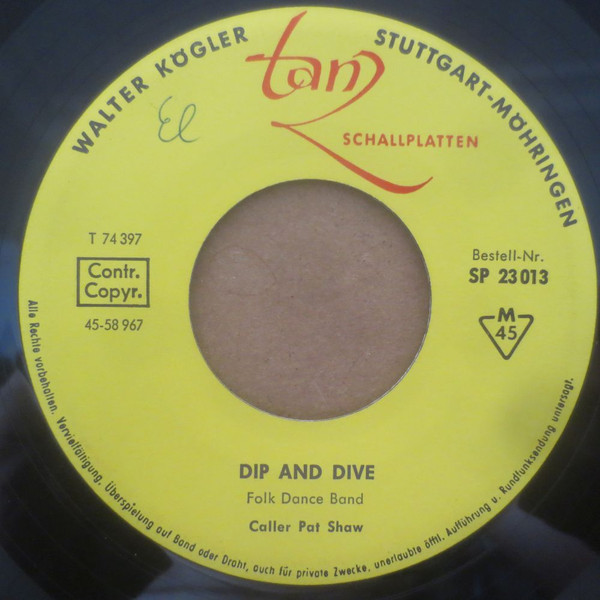 WALTER KÖGLER
tanz
STUTTGART-MÖHRINGEN
SCHALLPLATTEN
El
T 74 397
Contr.
Copyr.
45-58 967
Bestell-Nr.
SP 23 013
M
45
DIP AND DIVE
Folk Dance Band
Caller Pat Shaw
Alle Rechte vorbehalten. Vervielfältigung, Überspielung auf Band oder Draht, auch für private Zwecke, unerlaubte öfftl. Aufführung u. Rundfunksendung untersagt.